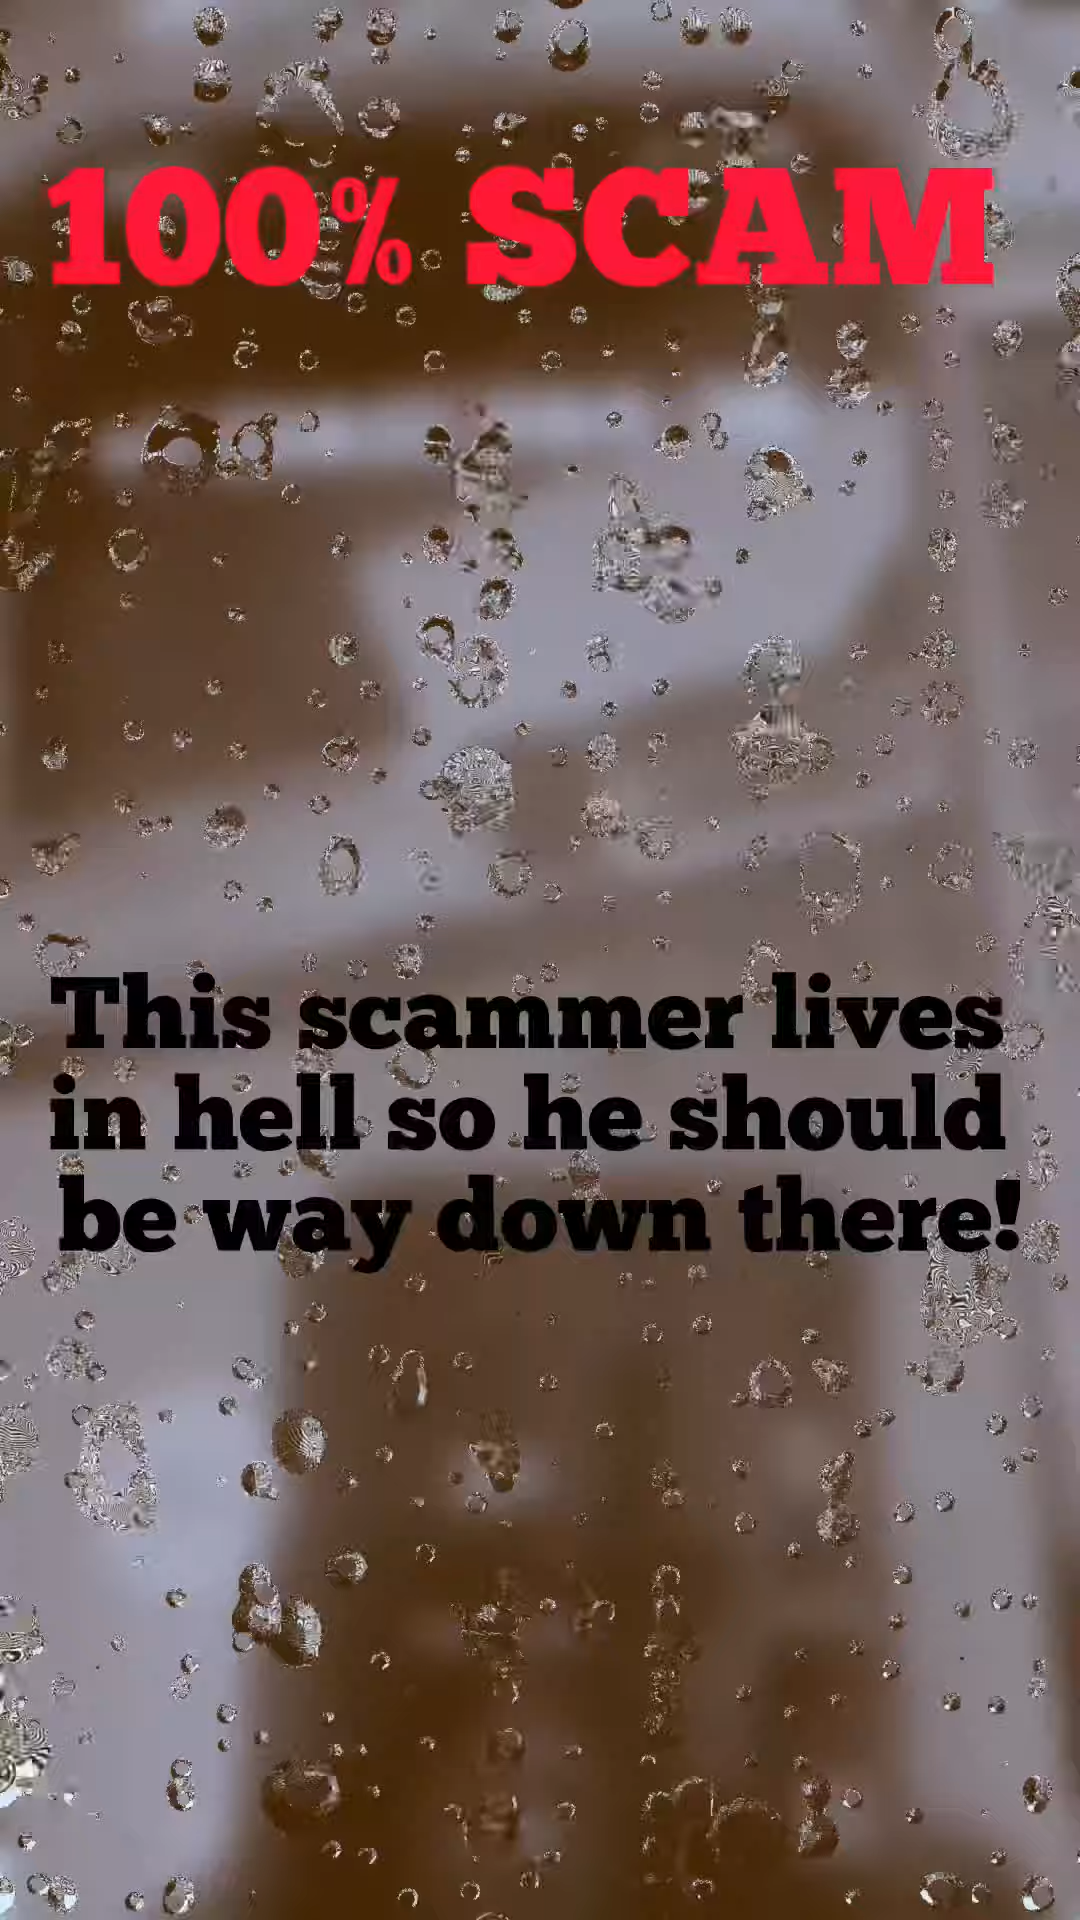 100% SCAM
This scammer lives
in hell so he should
be way down there!